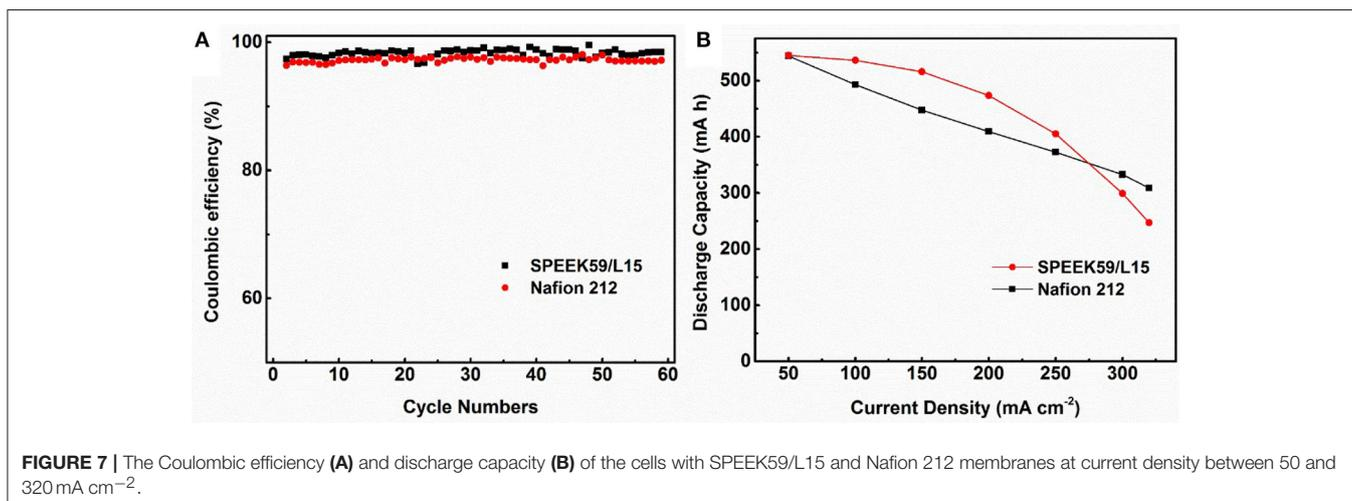 A
Coulombic efficiency (%)
100
80
60
SPEEK59/L15
Nafion 212
0 10 20 30 40 50 60
Cycle Numbers
B
Discharge Capacity (mA h)
500
400
300
200
100
0
SPEEK59/L15
Nafion 212
50 100 150 200 250 300
Current Density (mA cm⁻²)
FIGURE 7 | The Coulombic efficiency (A) and discharge capacity (B) of the cells with SPEEK59/L15 and Nafion 212 membranes at current density between 50 and
320 mA cm⁻².